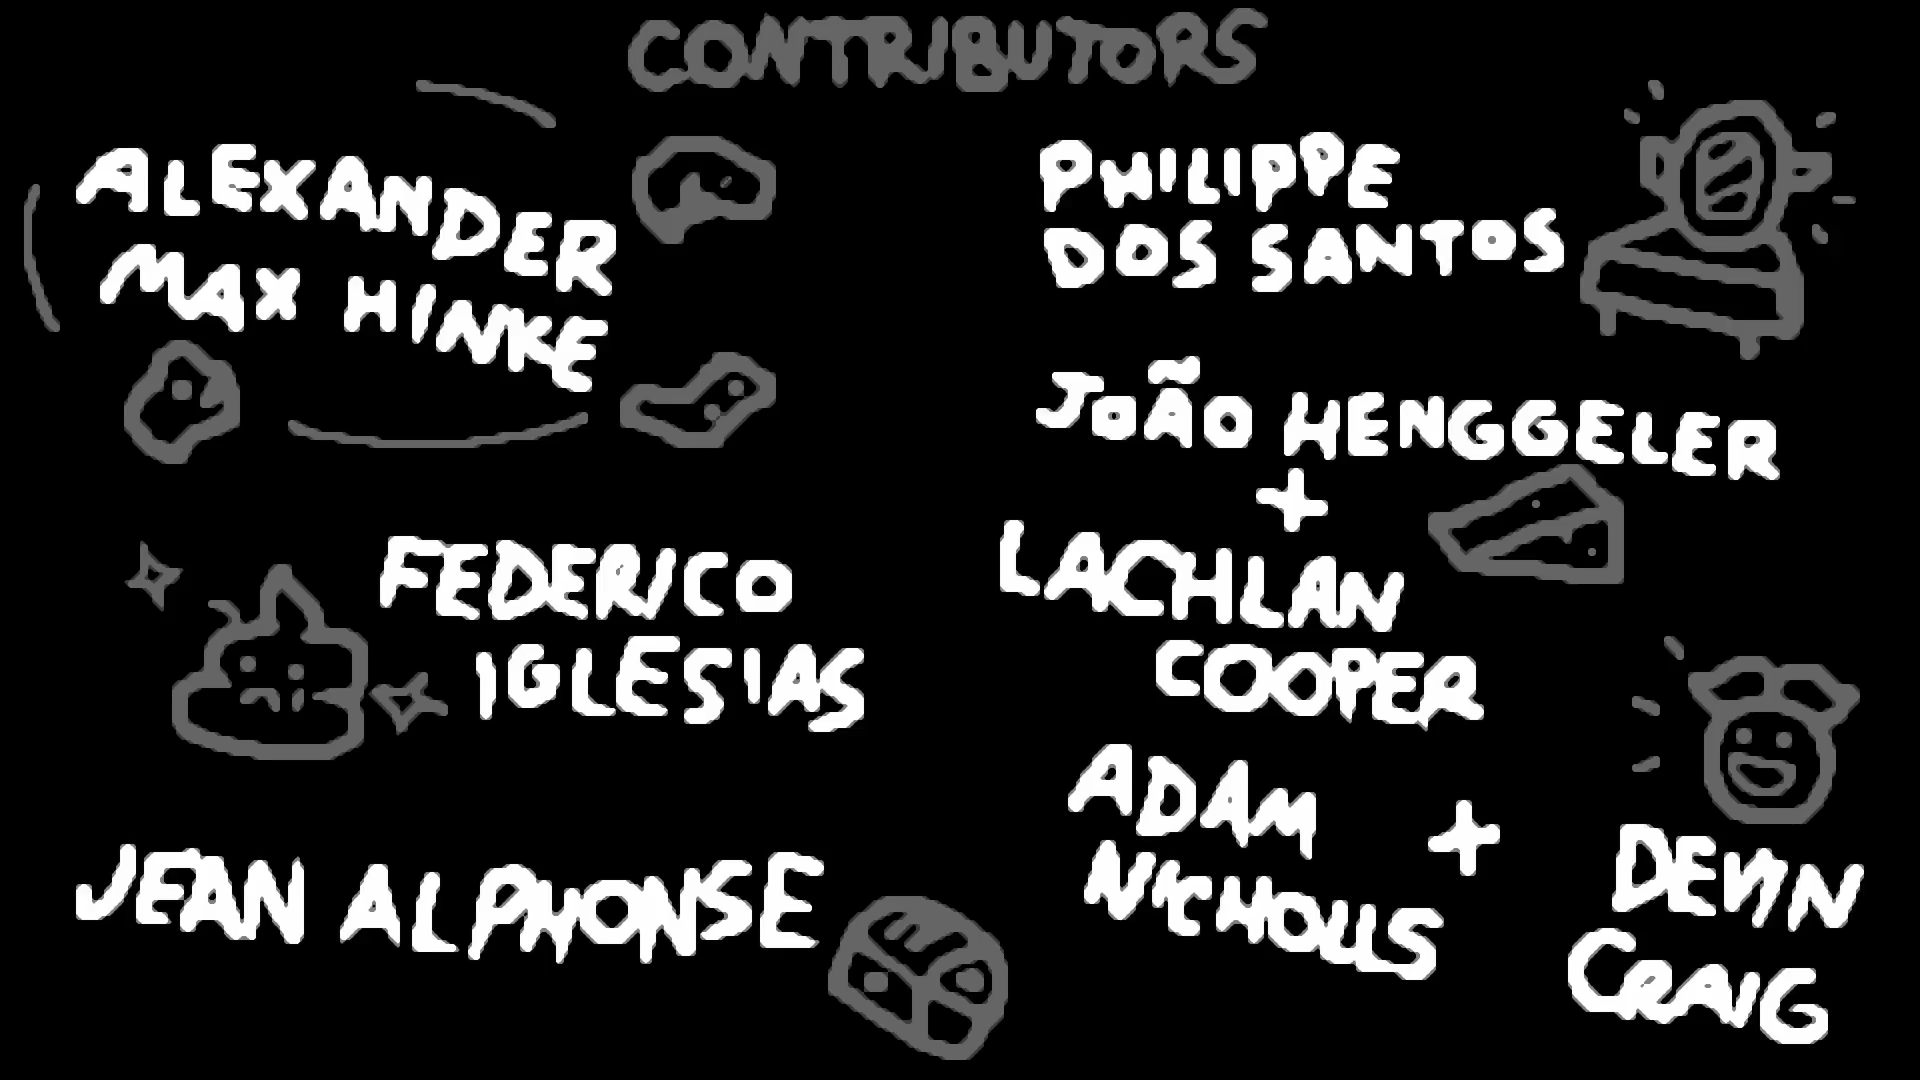 CONTRIBUTORS
ALEXANDER
MAX HINKE
FEDERICO
IGLESIAS
JEAN ALPHONSE
PHILIPPE
DOS SANTOS
JOÃO HENGGELER
+
LACHLAN
COOPER
ADAM
NICHOLLS
+
DEVIN
CRAIG